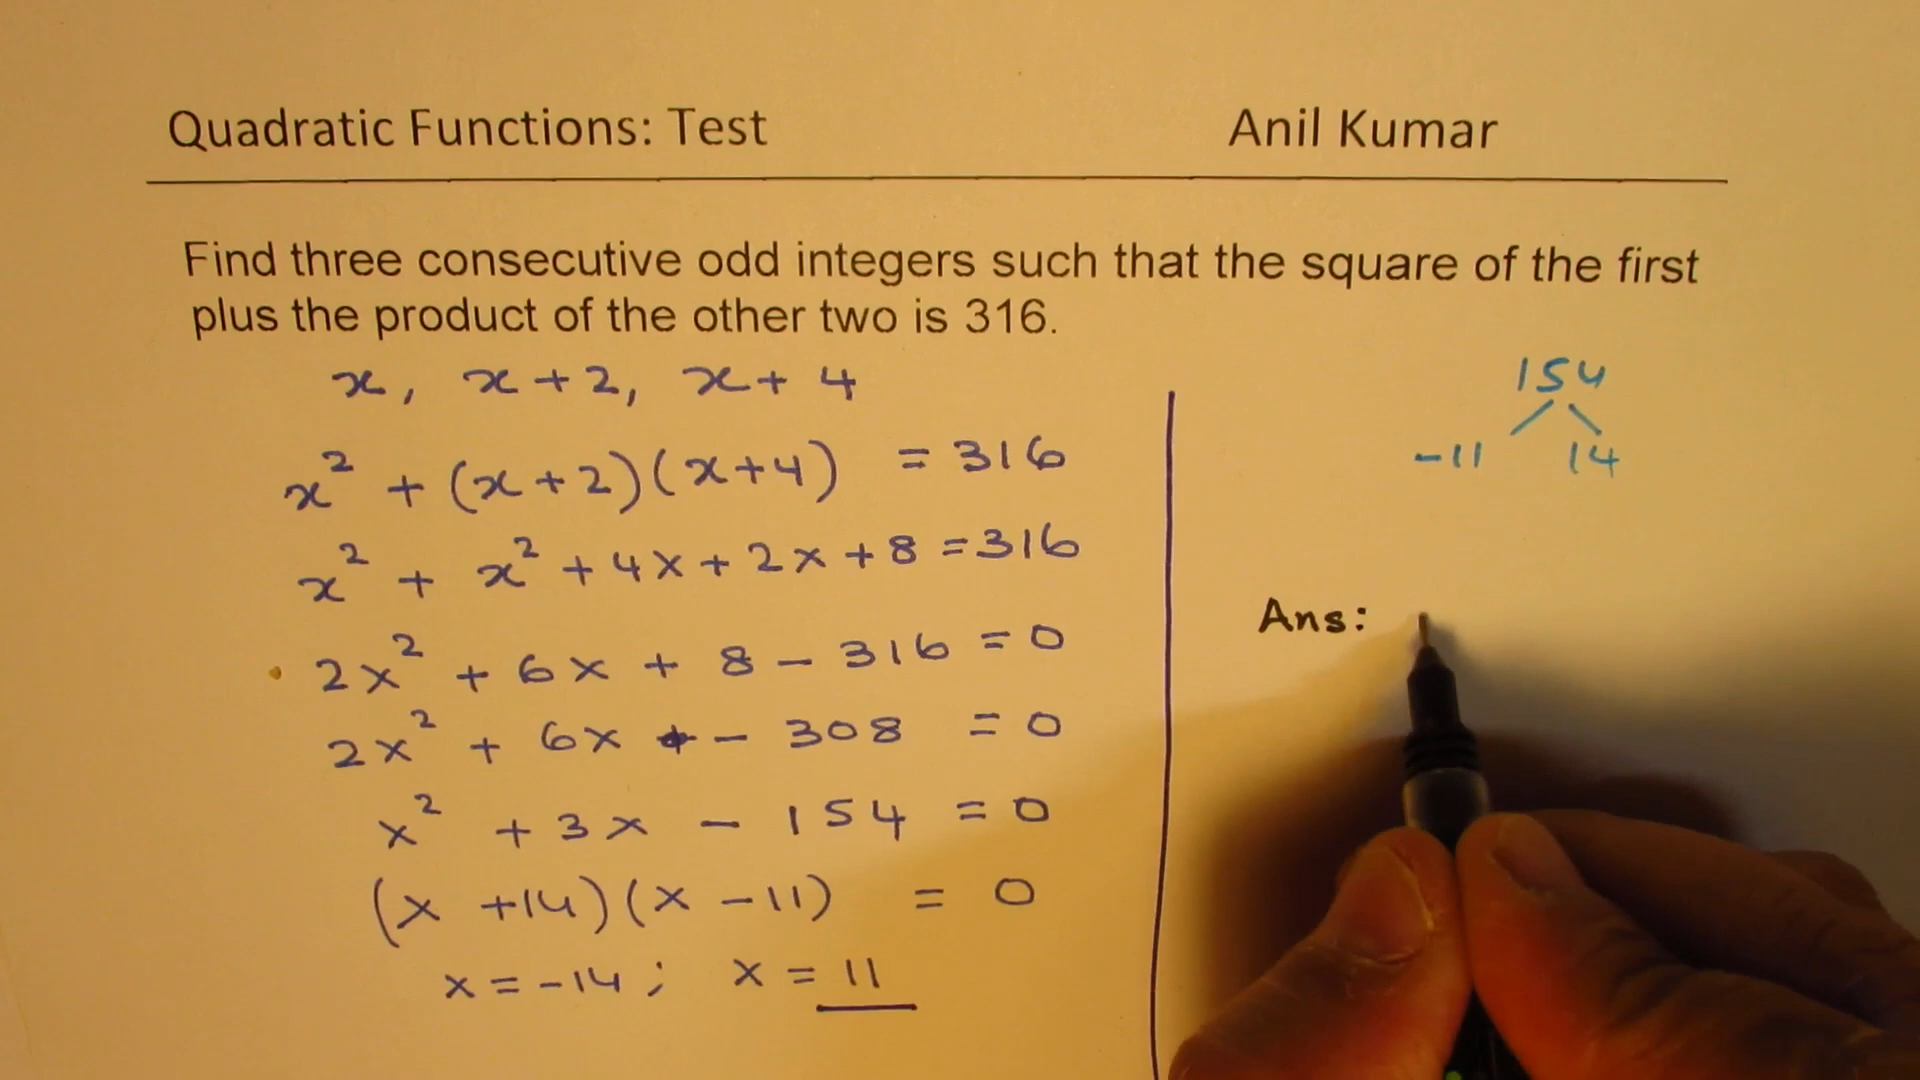 Quadratic Functions: Test Anil Kumar
Find three consecutive odd integers such that the square of the first
plus the product of the other two is 316.
x, x+2, x+4
x² + (x+2)(x+4) = 316
x² + x² + 4x + 2x + 8 = 316
2x² + 6x + 8 - 316 = 0
2x² + 6x - 308 = 0
x² + 3x - 154 = 0
(x +14)(x -11) = 0
x = -14 ; x = 11
154
-11 14
Ans: